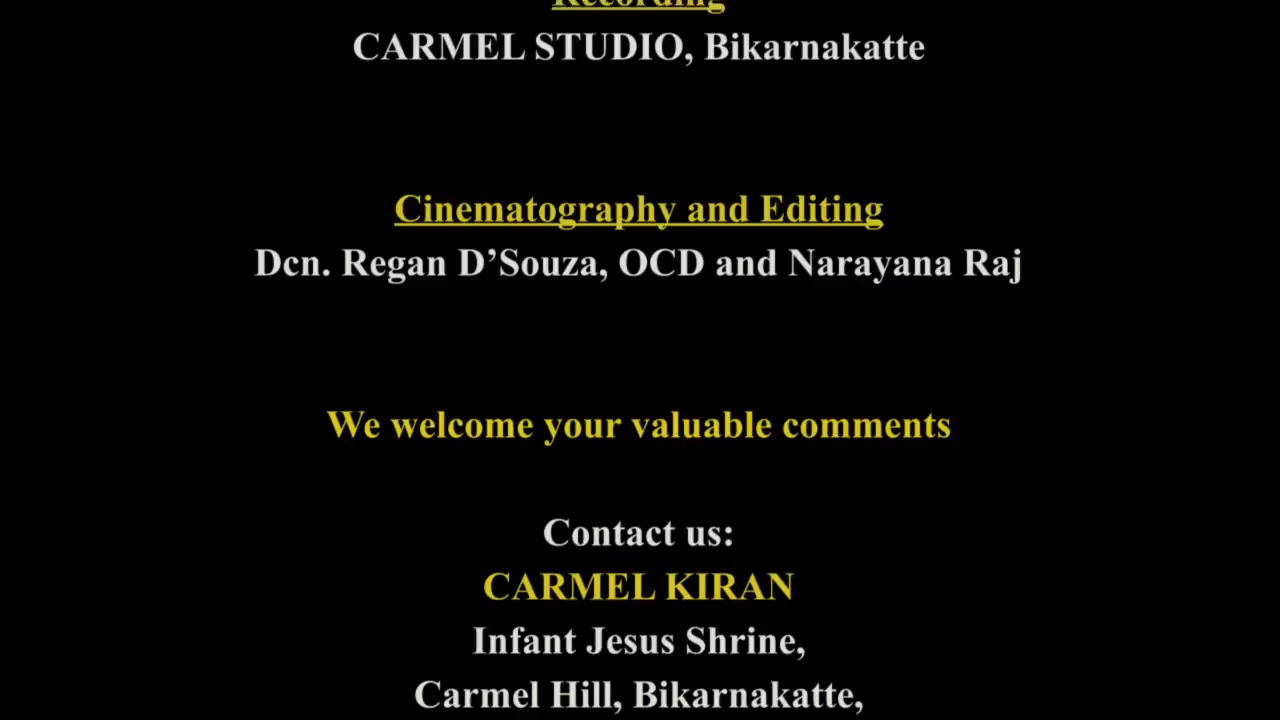 Recording
CARMEL STUDIO, Bikarnakatte
Cinematography and Editing
Dcn. Regan D’Souza, OCD and Narayana Raj
We welcome your valuable comments
Contact us:
CARMEL KIRAN
Infant Jesus Shrine,
Carmel Hill, Bikarnakatte,